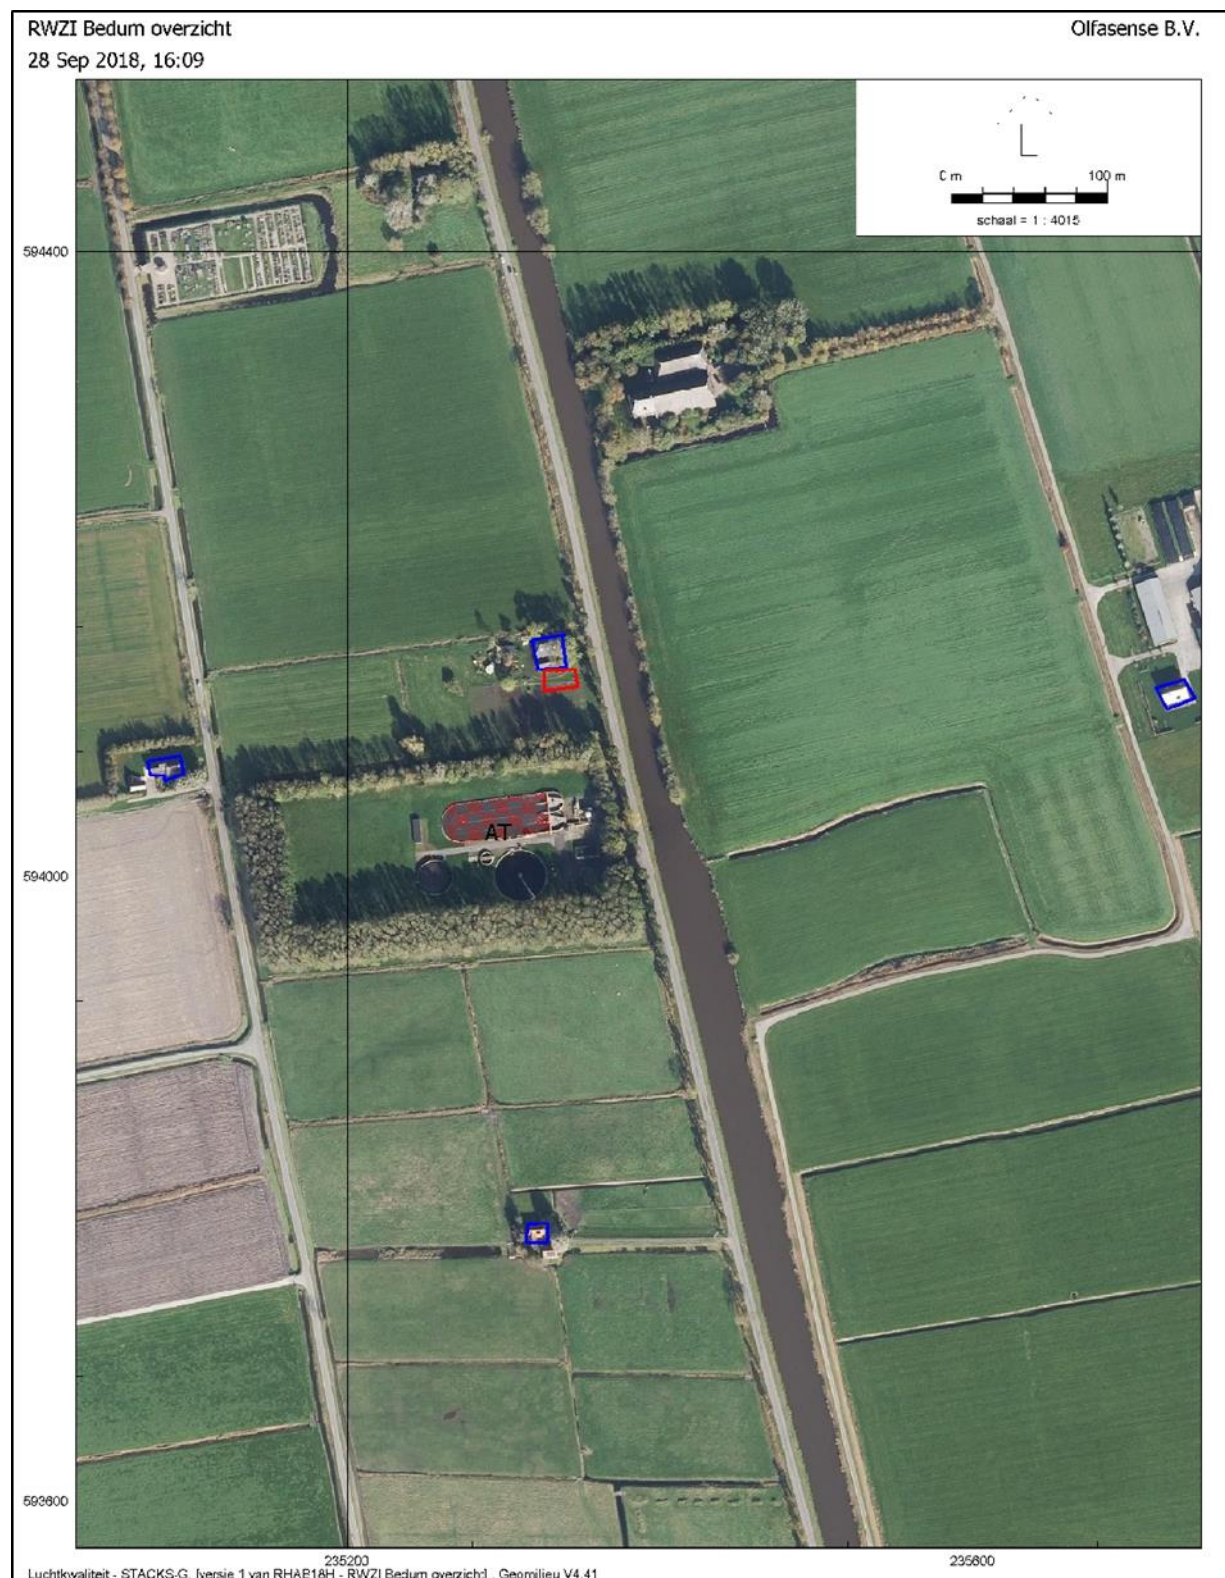 RWZI Bedum overzicht
Olfasense B.V.
28 Sep 2018, 16:09
0 m 100 m
schaal = 1 : 4015
594400
AT
594000
593600
235200
235600
Luchtkwaliteit - STACKS-G, [versie 1 van RHAB18H - RWZI Bedum overzicht] , Geomilieu V4.41